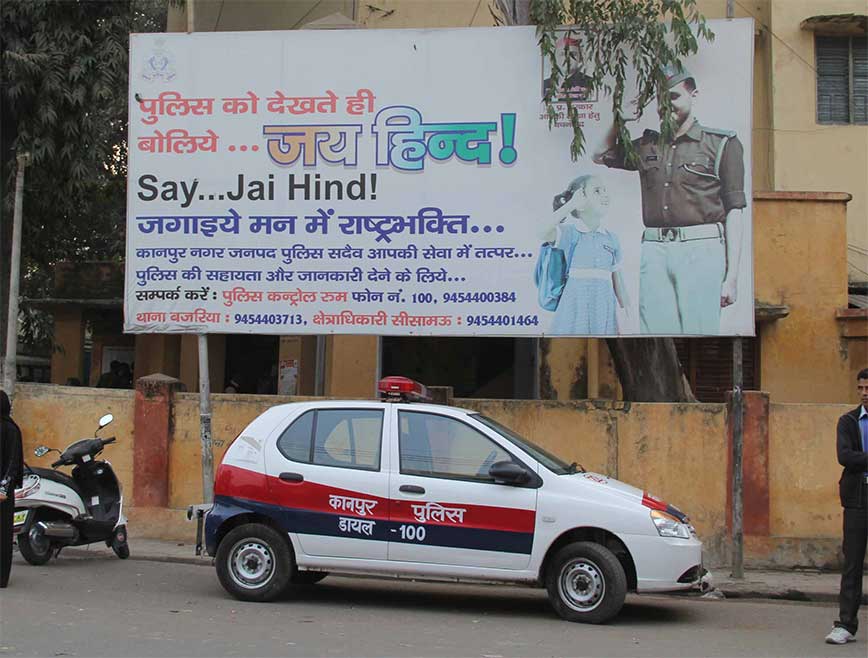 पुलिस को देखते ही
बोलिये ... जय हिन्द!
Say...Jai Hind!
जगाइये मन में राष्ट्रभक्ति...
कानपुर नगर जनपद पुलिस सदैव आपकी सेवा में तत्पर...
पुलिस की सहायता और जानकारी देने के लिये...
सम्पर्क करें : पुलिस कन्ट्रोल रुम फोन नं. 100, 9454400384
थाना बजरिया : 9454403713, क्षेत्राधिकारी सीसामऊ : 9454401464
कानपुर पुलिस
डायल -100